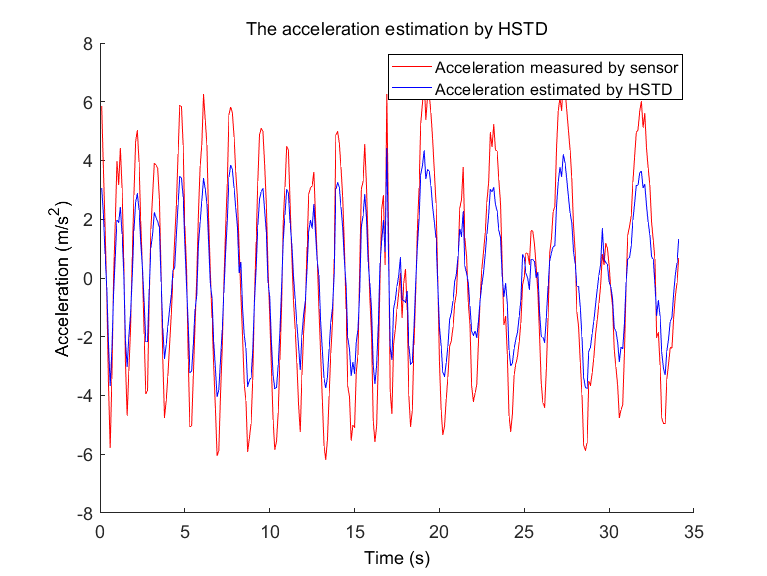 The acceleration estimation by HSTD
Acceleration measured by sensor
Acceleration estimated by HSTD
8
6
4
2
0
-2
-4
-6
-8
Acceleration (m/s²)
0 5 10 15 20 25 30 35
Time (s)